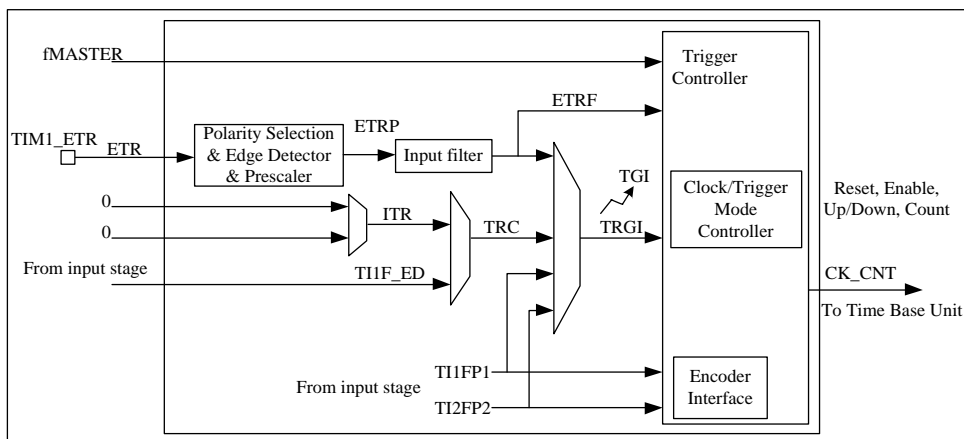 fMASTER
Trigger
Controller
ETRF
TIM1_ETR
ETR
Polarity Selection
& Edge Detector
& Prescaler
ETRP
Input filter
TGI
Clock/Trigger
Mode
Controller
Reset, Enable,
Up/Down, Count
0
ITR
0
TRC
TRGI
From input stage
TI1F_ED
CK_CNT
To Time Base Unit
From input stage
TI1FP1
TI2FP2
Encoder
Interface